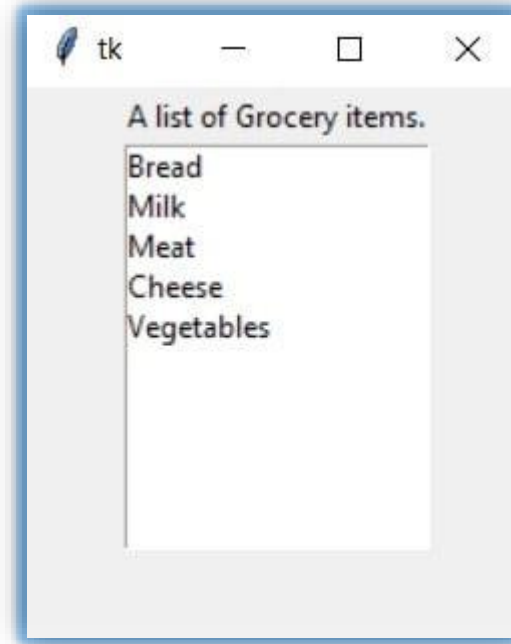 tk
A list of Grocery items.
Bread
Milk
Meat
Cheese
Vegetables